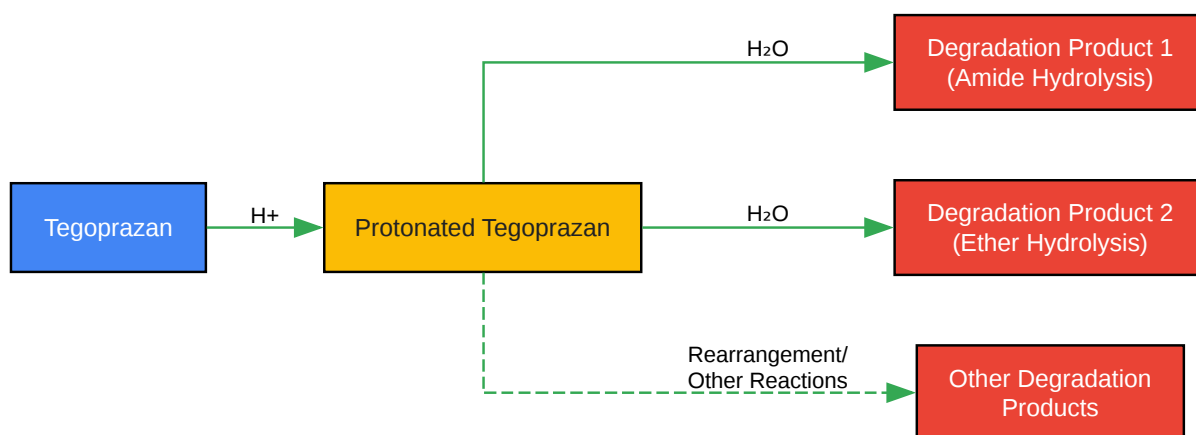 Tegoprazan
H+
Protonated Tegoprazan
H₂O
Degradation Product 1
(Amide Hydrolysis)
H₂O
Degradation Product 2
(Ether Hydrolysis)
Rearrangement/
Other Reactions
Other Degradation
Products